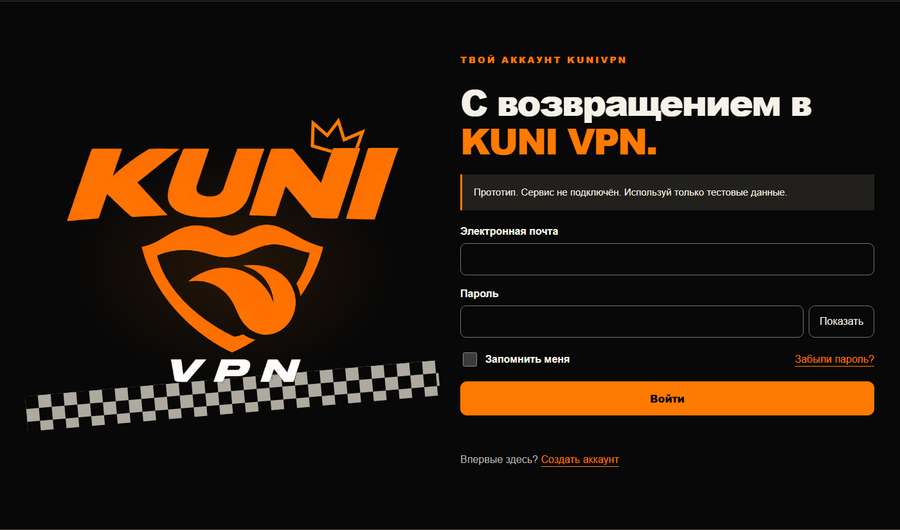 KUNI
VPN
ТВОЙ АККАУНТ KUNIVPN
С возвращением в
KUNI VPN.
Прототип. Сервис не подключён. Используй только тестовые данные.
Электронная почта
Пароль
Показать
Запомнить меня
Забыли пароль?
Войти
Впервые здесь? Создать аккаунт